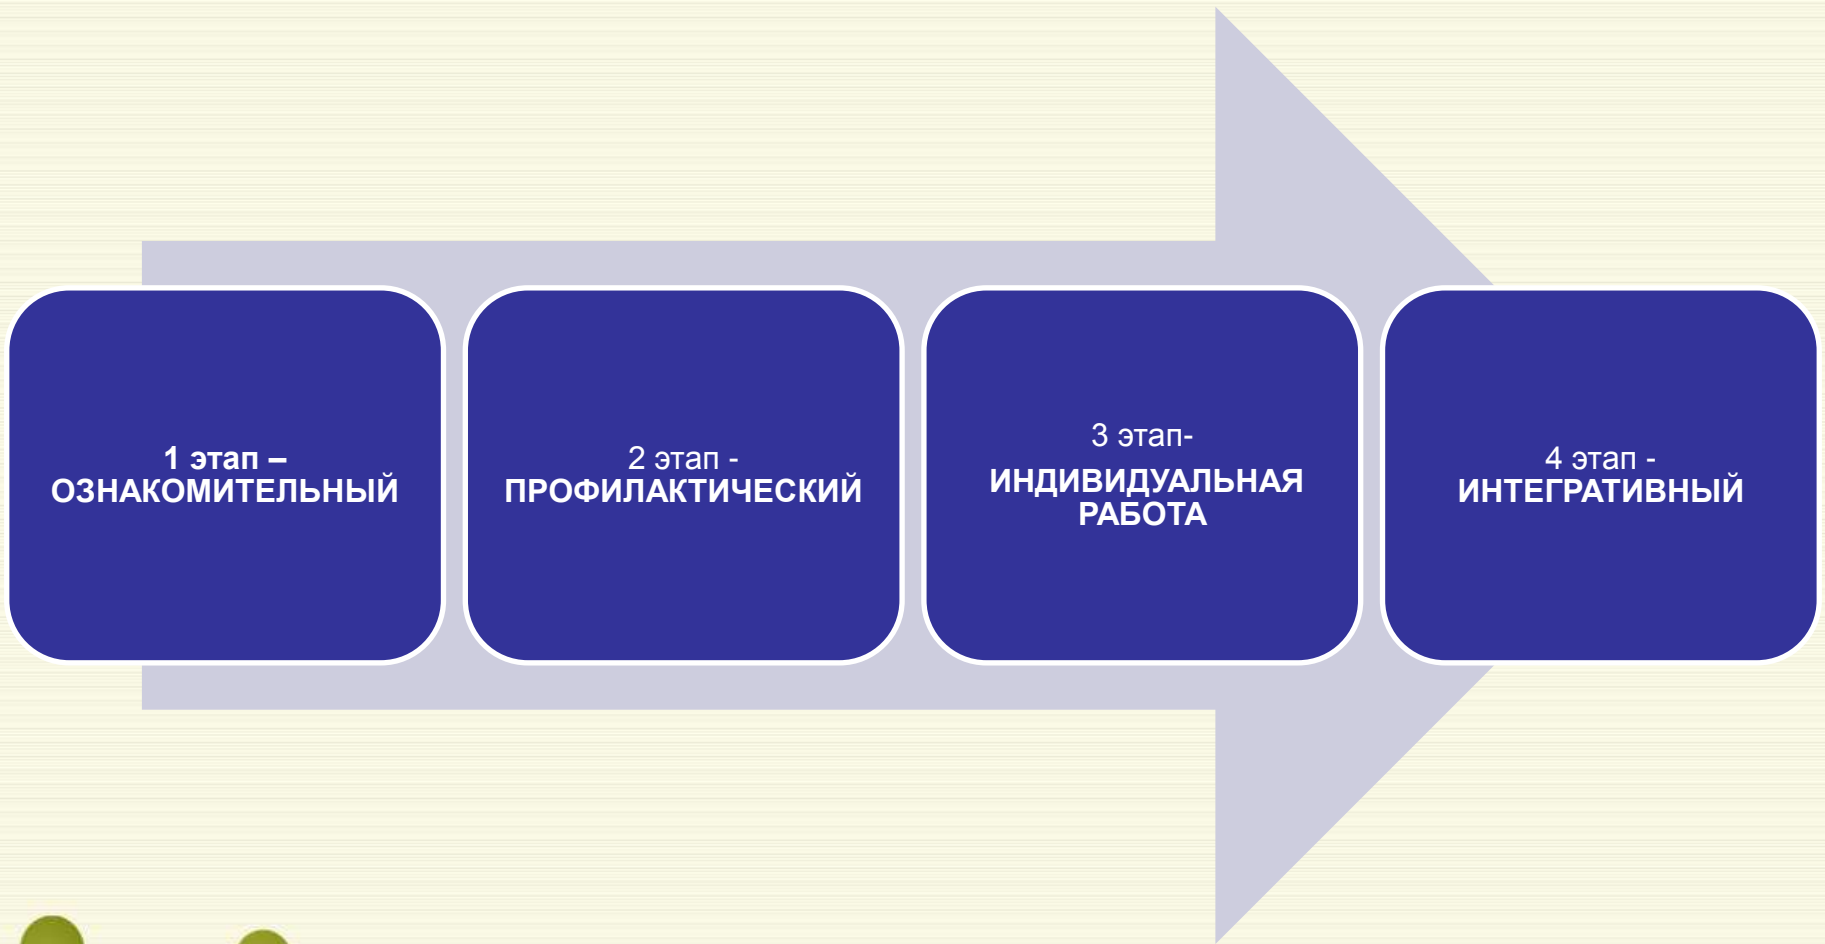 1 этап –
ОЗНАКОМИТЕЛЬНЫЙ
2 этап -
ПРОФИЛАКТИЧЕСКИЙ
3 этап-
ИНДИВИДУАЛЬНАЯ
РАБОТА
4 этап -
ИНТЕГРАТИВНЫЙ